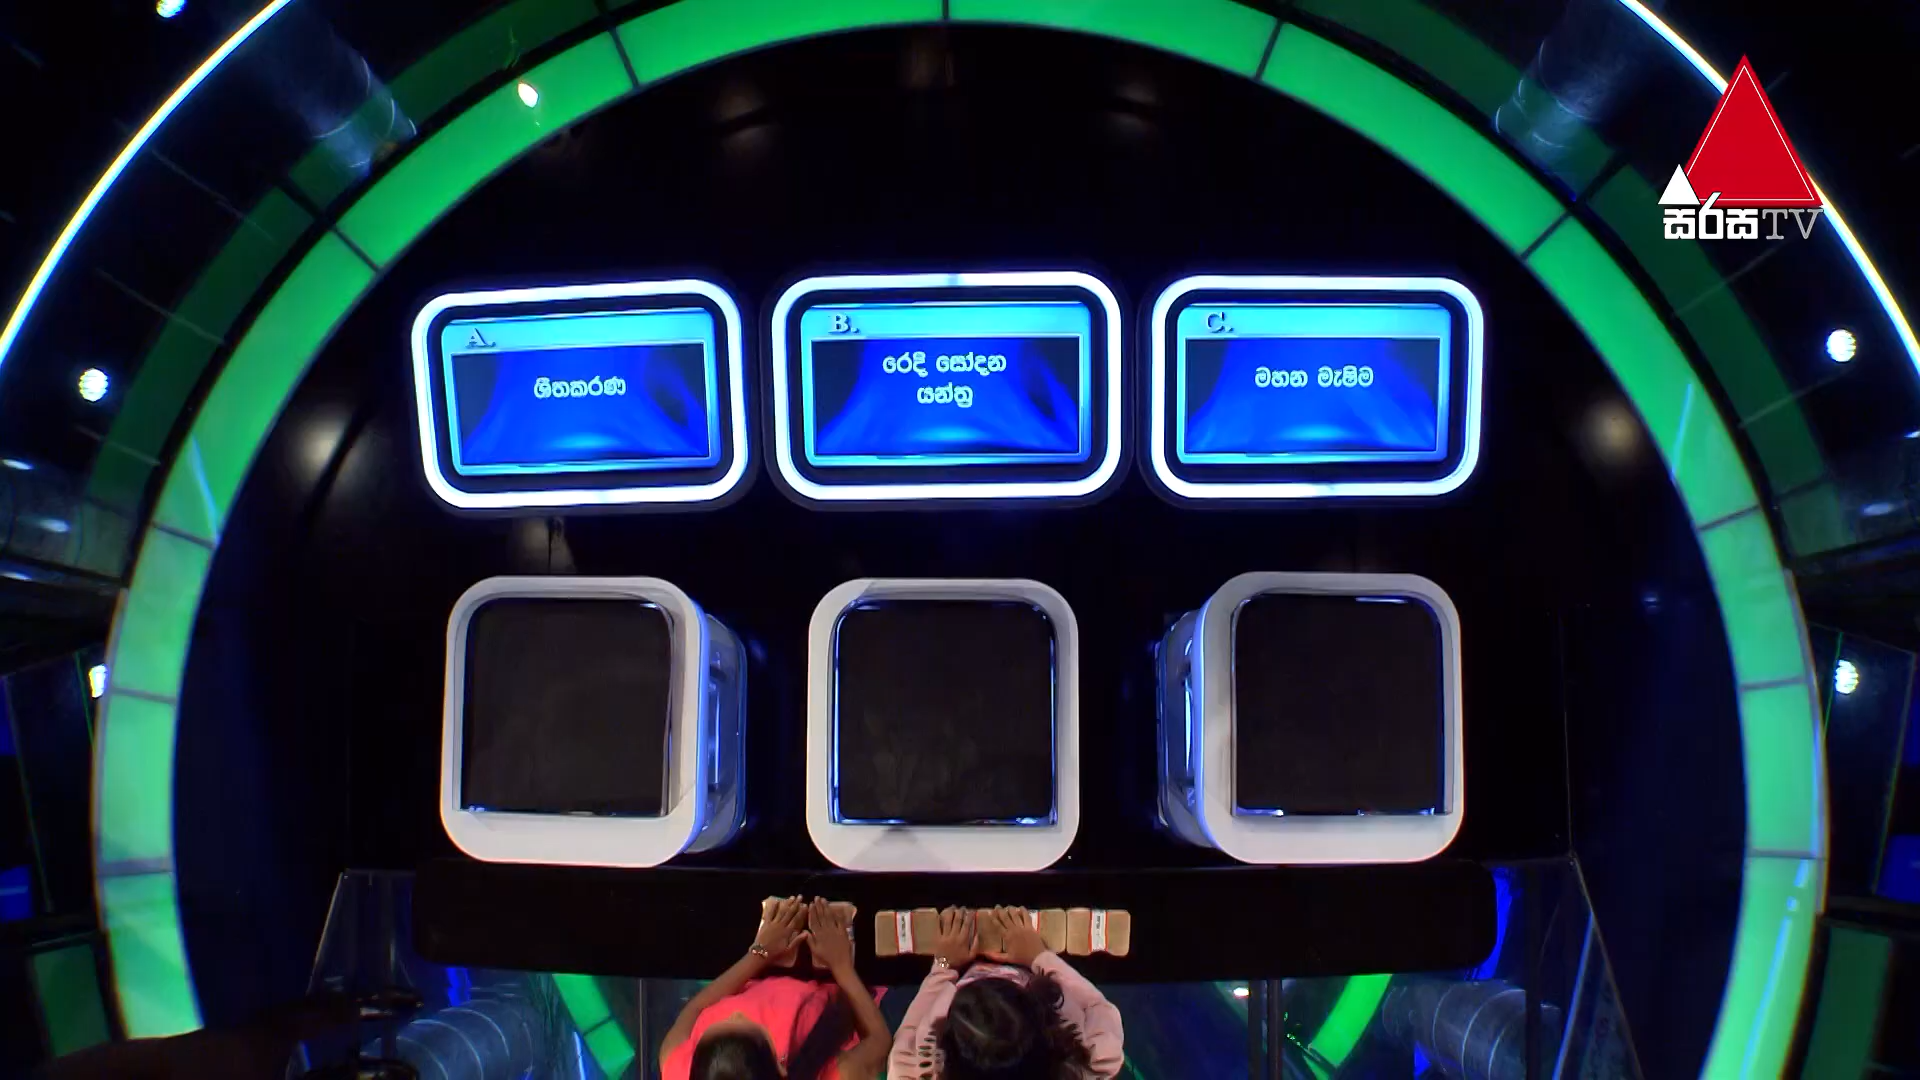 සිරස TV
A.
ශීතකරණ
B.
රෙදි සෝදන
යන්ත්‍ර
C.
මහන මැෂිම